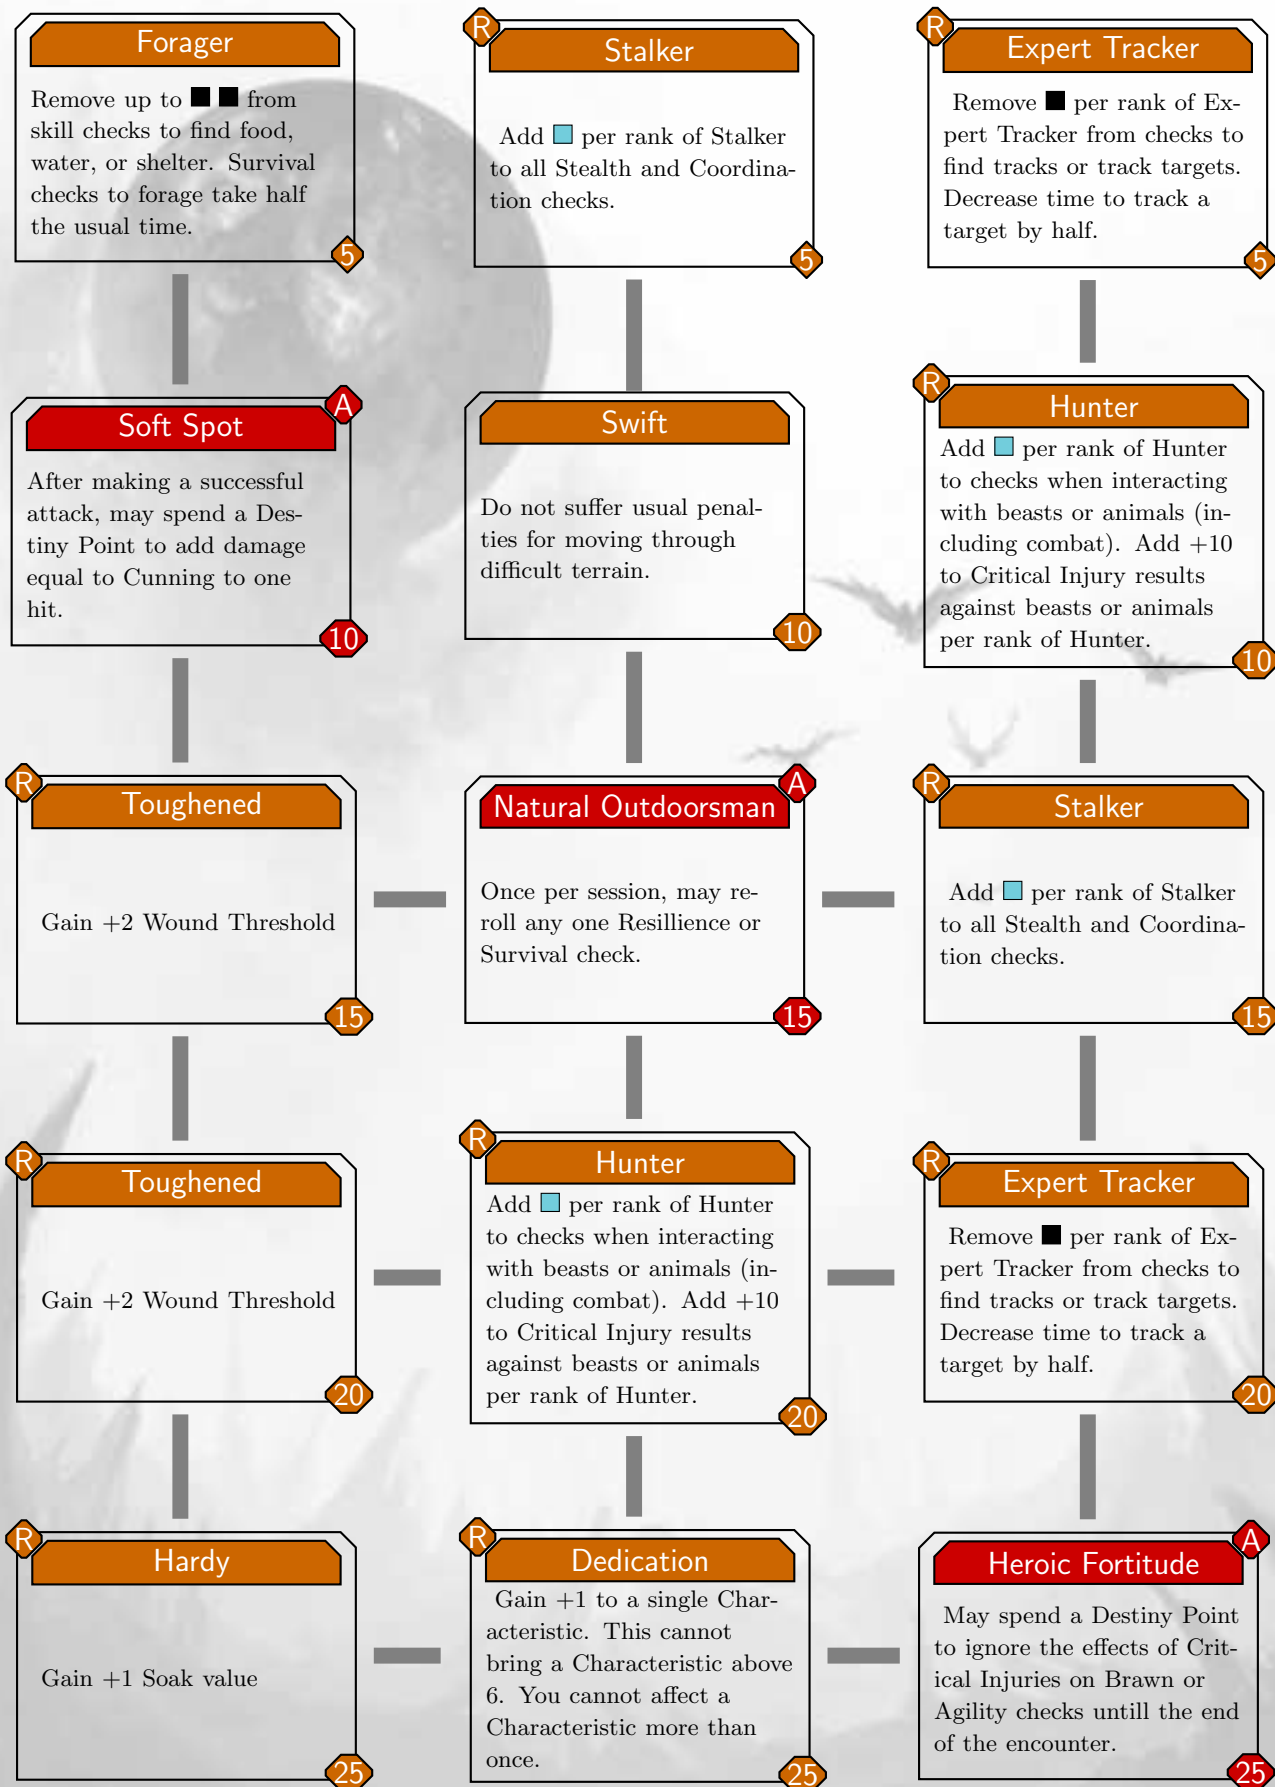 Forager
Remove up to ■ ■ from
skill checks to find food,
water, or shelter. Survival
checks to forage take half
the usual time.
5
R
Stalker
Add ■ per rank of Stalker
to all Stealth and Coordina-
tion checks.
5
R
Expert Tracker
Remove ■ per rank of Ex-
pert Tracker from checks to
find tracks or track targets.
Decrease time to track a
target by half.
5
A
Soft Spot
After making a successful
attack, may spend a Des-
tiny Point to add damage
equal to Cunning to one
hit.
10
Swift
Do not suffer usual penal-
ties for moving through
difficult terrain.
10
R
Hunter
Add ■ per rank of Hunter
to checks when interacting
with beasts or animals (in-
cluding combat). Add +10
to Critical Injury results
against beasts or animals
per rank of Hunter.
10
R
Toughened
Gain +2 Wound Threshold
15
A
Natural Outdoorsman
Once per session, may re-
roll any one Resillience or
Survival check.
15
R
Stalker
Add ■ per rank of Stalker
to all Stealth and Coordina-
tion checks.
15
R
Toughened
Gain +2 Wound Threshold
20
R
Hunter
Add ■ per rank of Hunter
to checks when interacting
with beasts or animals (in-
cluding combat). Add +10
to Critical Injury results
against beasts or animals
per rank of Hunter.
20
R
Expert Tracker
Remove ■ per rank of Ex-
pert Tracker from checks to
find tracks or track targets.
Decrease time to track a
target by half.
20
R
Hardy
Gain +1 Soak value
25
R
Dedication
Gain +1 to a single Char-
acteristic. This cannot
bring a Characteristic above
6. You cannot affect a
Characteristic more than
once.
25
A
Heroic Fortitude
May spend a Destiny Point
to ignore the effects of Crit-
ical Injuries on Brawn or
Agility checks untill the end
of the encounter.
25